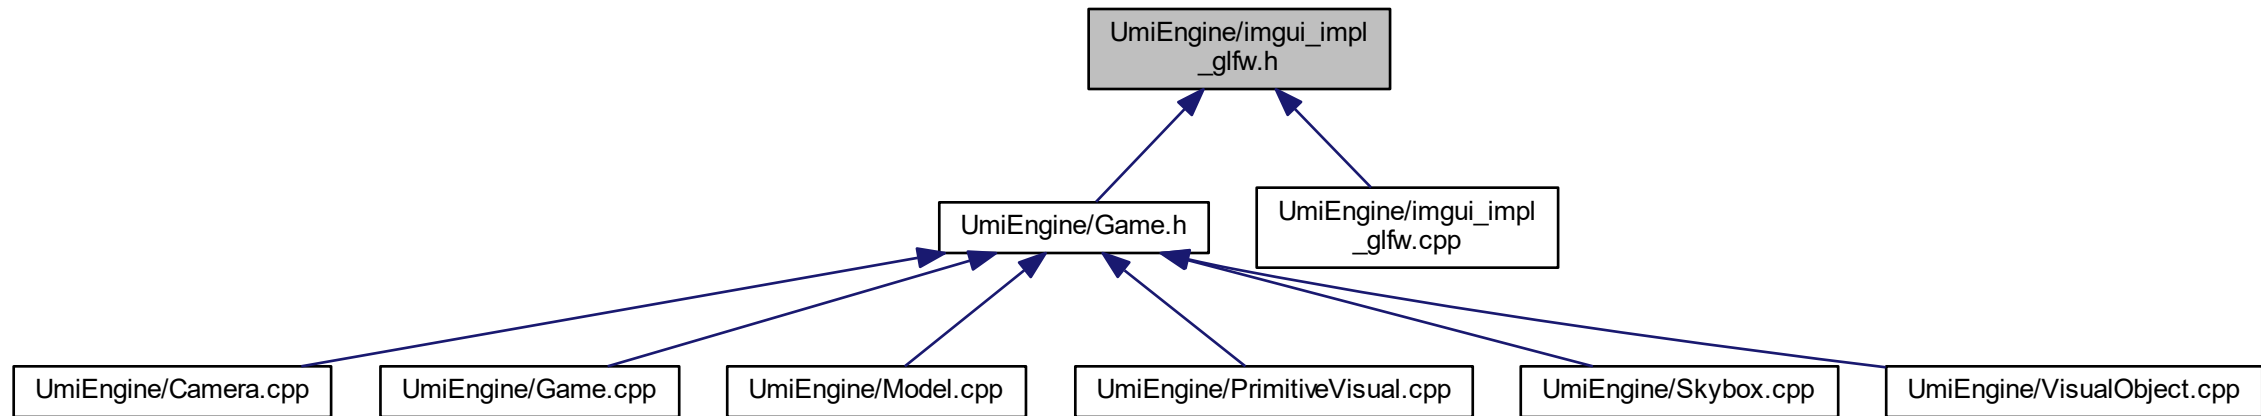 UmiEngine/imgui_impl
_glfw.h
UmiEngine/Game.h
UmiEngine/imgui_impl
_glfw.cpp
UmiEngine/Camera.cpp
UmiEngine/Game.cpp
UmiEngine/Model.cpp
UmiEngine/PrimitiveVisual.cpp
UmiEngine/Skybox.cpp
UmiEngine/VisualObject.cpp